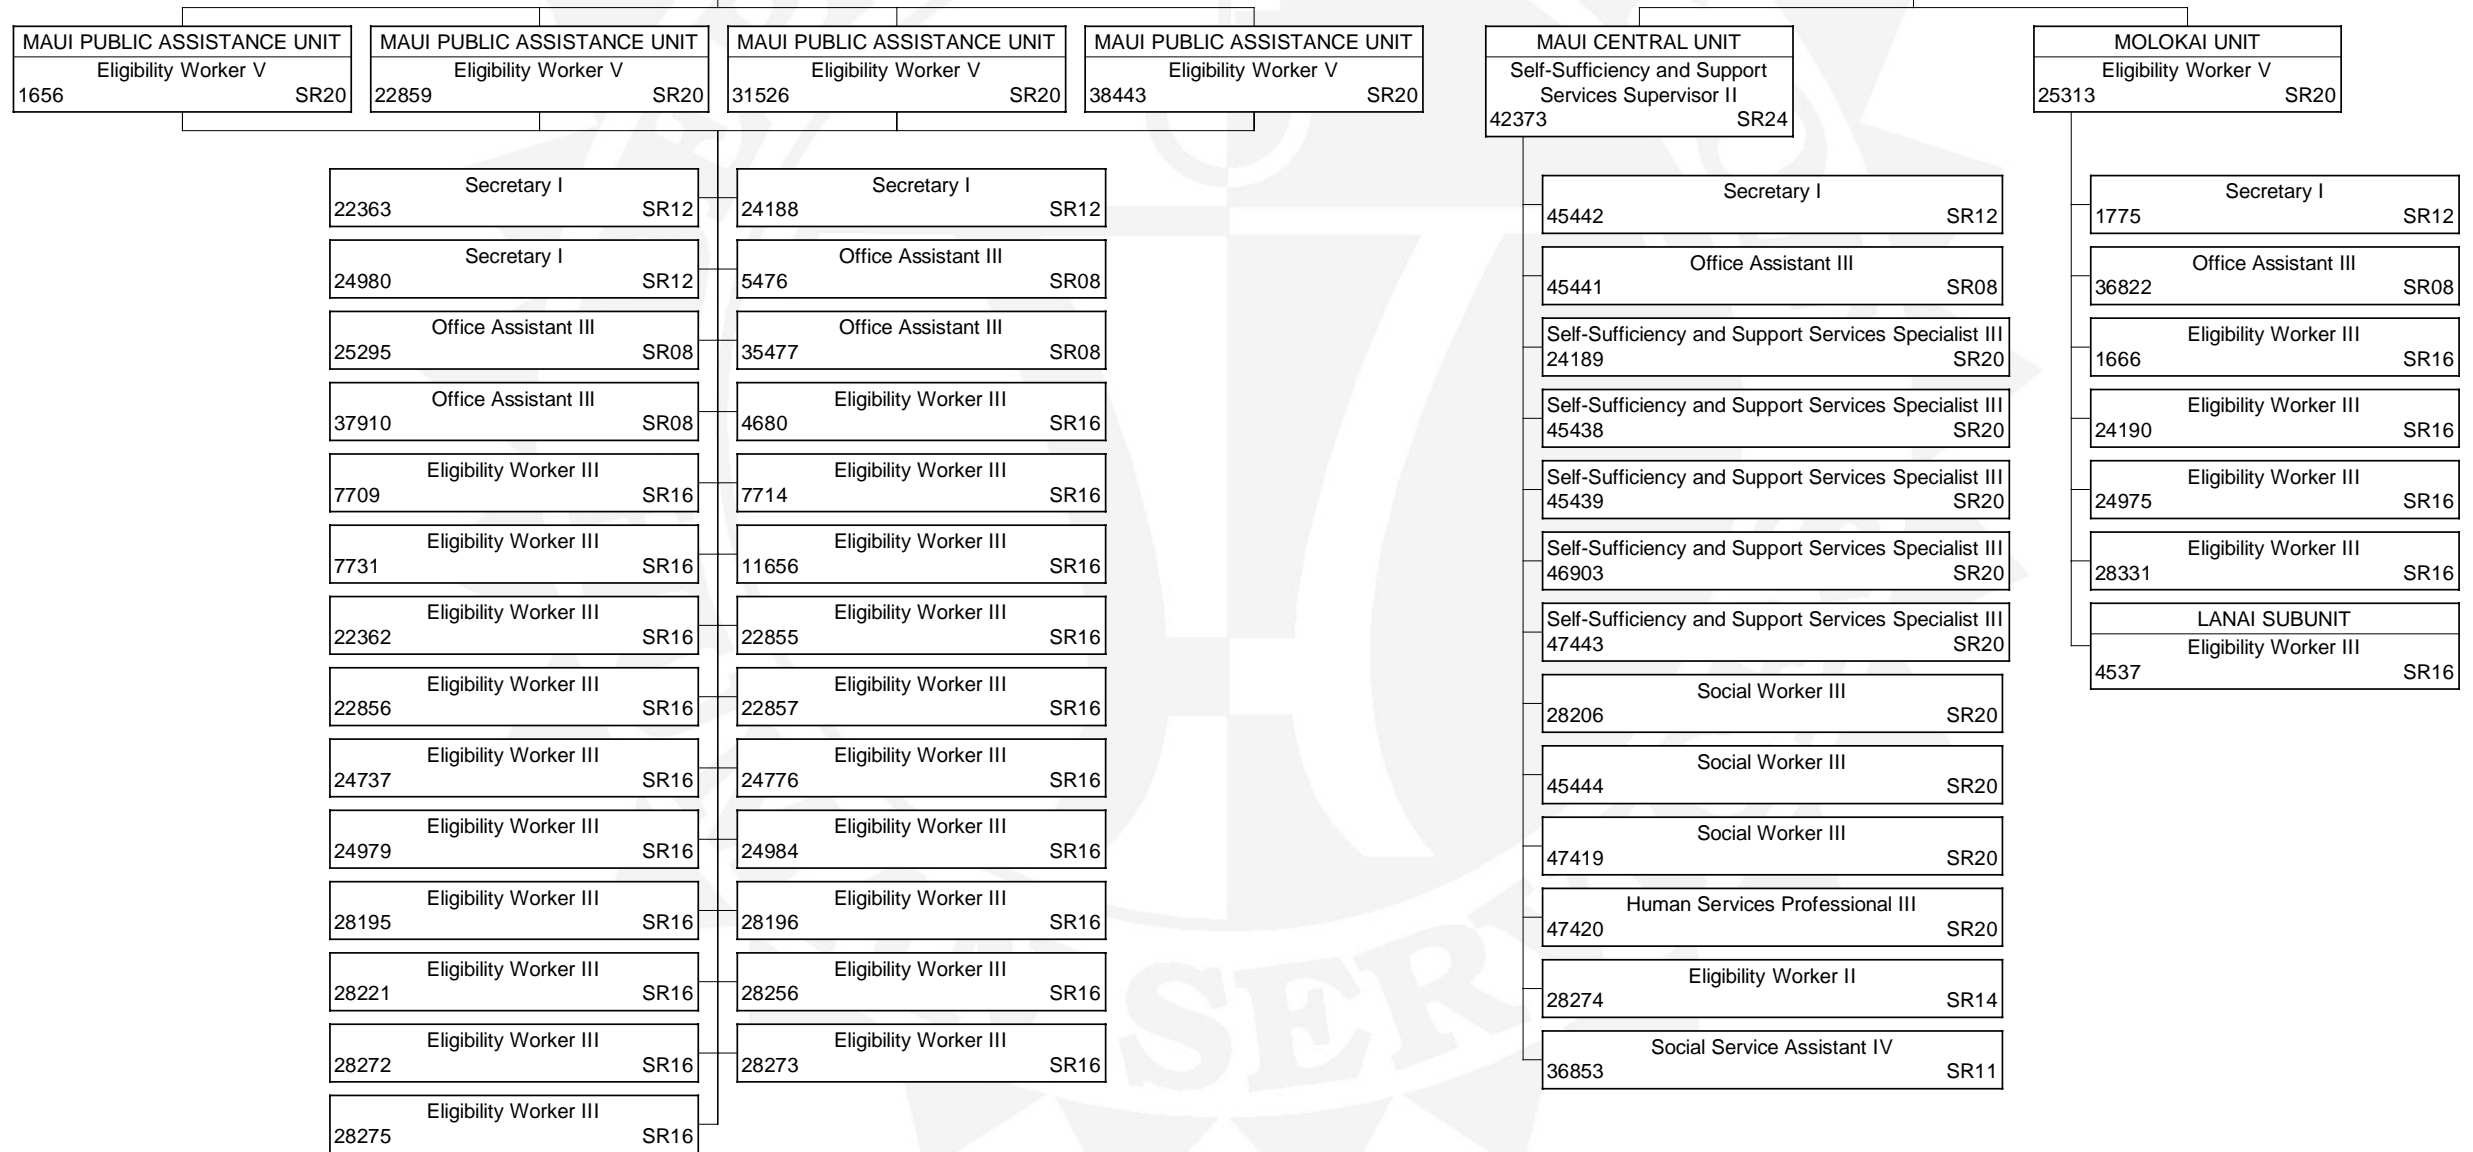 MAUI PUBLIC ASSISTANCE UNIT
Eligibility Worker V
1656 SR20
MAUI PUBLIC ASSISTANCE UNIT
Eligibility Worker V
22859 SR20
MAUI PUBLIC ASSISTANCE UNIT
Eligibility Worker V
31526 SR20
MAUI PUBLIC ASSISTANCE UNIT
Eligibility Worker V
38443 SR20
Secretary I
22363 SR12
Secretary I
24188 SR12
Secretary I
24980 SR12
Office Assistant III
5476 SR08
Office Assistant III
25295 SR08
Office Assistant III
35477 SR08
Office Assistant III
37910 SR08
Eligibility Worker III
4680 SR16
Eligibility Worker III
7709 SR16
Eligibility Worker III
7714 SR16
Eligibility Worker III
7731 SR16
Eligibility Worker III
11656 SR16
Eligibility Worker III
22362 SR16
Eligibility Worker III
22855 SR16
Eligibility Worker III
22856 SR16
Eligibility Worker III
22857 SR16
Eligibility Worker III
24737 SR16
Eligibility Worker III
24776 SR16
Eligibility Worker III
24979 SR16
Eligibility Worker III
24984 SR16
Eligibility Worker III
28195 SR16
Eligibility Worker III
28196 SR16
Eligibility Worker III
28221 SR16
Eligibility Worker III
28256 SR16
Eligibility Worker III
28272 SR16
Eligibility Worker III
28273 SR16
Eligibility Worker III
28275 SR16
MAUI CENTRAL UNIT
Self-Sufficiency and Support
Services Supervisor II
42373 SR24
Secretary I
45442 SR12
Office Assistant III
45441 SR08
Self-Sufficiency and Support Services Specialist III
24189 SR20
Self-Sufficiency and Support Services Specialist III
45438 SR20
Self-Sufficiency and Support Services Specialist III
45439 SR20
Self-Sufficiency and Support Services Specialist III
46903 SR20
Self-Sufficiency and Support Services Specialist III
47443 SR20
Social Worker III
28206 SR20
Social Worker III
45444 SR20
Social Worker III
47419 SR20
Human Services Professional III
47420 SR20
Eligibility Worker II
28274 SR14
Social Service Assistant IV
36853 SR11
MOLOKAI UNIT
Eligibility Worker V
25313 SR20
Secretary I
1775 SR12
Office Assistant III
36822 SR08
Eligibility Worker III
1666 SR16
Eligibility Worker III
24190 SR16
Eligibility Worker III
24975 SR16
Eligibility Worker III
28331 SR16
LANAI SUBUNIT
Eligibility Worker III
4537 SR16